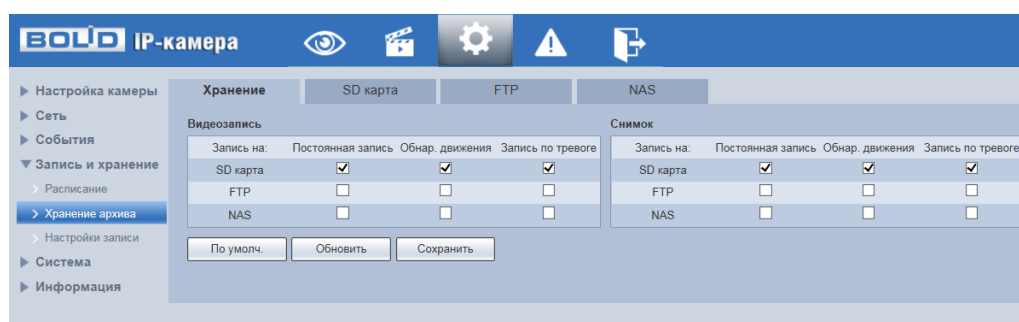 BOLID IP-камера
Настройка камеры
Сеть
События
Запись и хранение
Расписание
Хранение архива
Настройки записи
Система
Информация
Хранение SD карта FTP NAS
Видеозапись
Запись на: Постоянная запись Обнар. движения Запись по тревоге
SD карта
FTP
NAS
Снимок
Запись на: Постоянная запись Обнар. движения Запись по тревоге
SD карта
FTP
NAS
По умолч. Обновить Сохранить